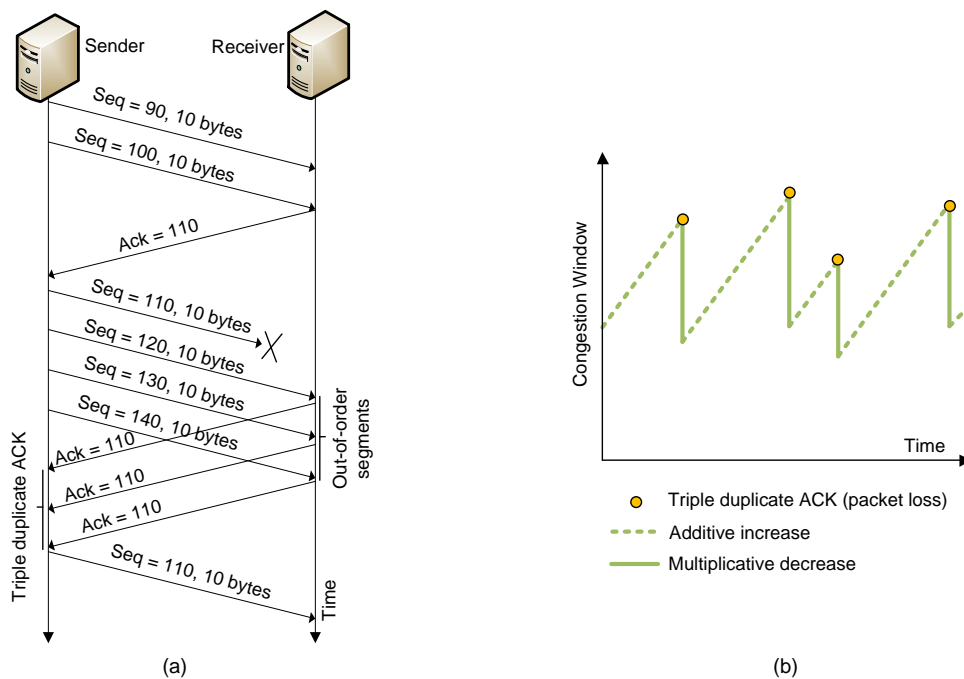 Sender
Receiver
Seq = 90, 10 bytes
Seq = 100, 10 bytes
Ack = 110
Seq = 110, 10 bytes
Seq = 120, 10 bytes
Seq = 130, 10 bytes
Seq = 140, 10 bytes
Ack = 110
Ack = 110
Ack = 110
Seq = 110, 10 bytes
Triple duplicate ACK
Out-of-order
segments
Time
(a)
Congestion Window
Time
Triple duplicate ACK (packet loss)
Additive increase
Multiplicative decrease
(b)